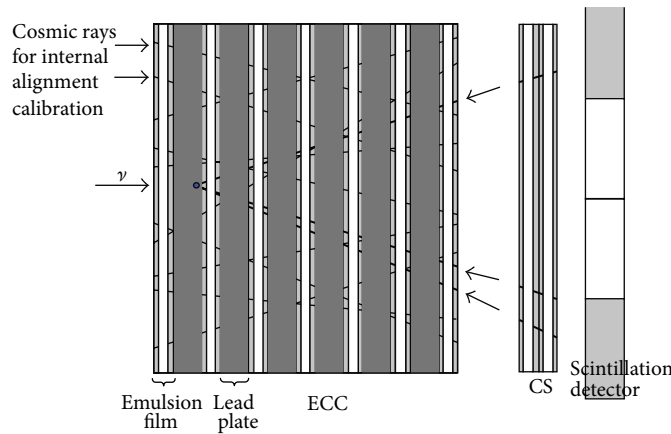 Cosmic rays
for internal
alignment
calibration
ν
Emulsion
film
Lead
plate
ECC
CS
Scintillation
detector